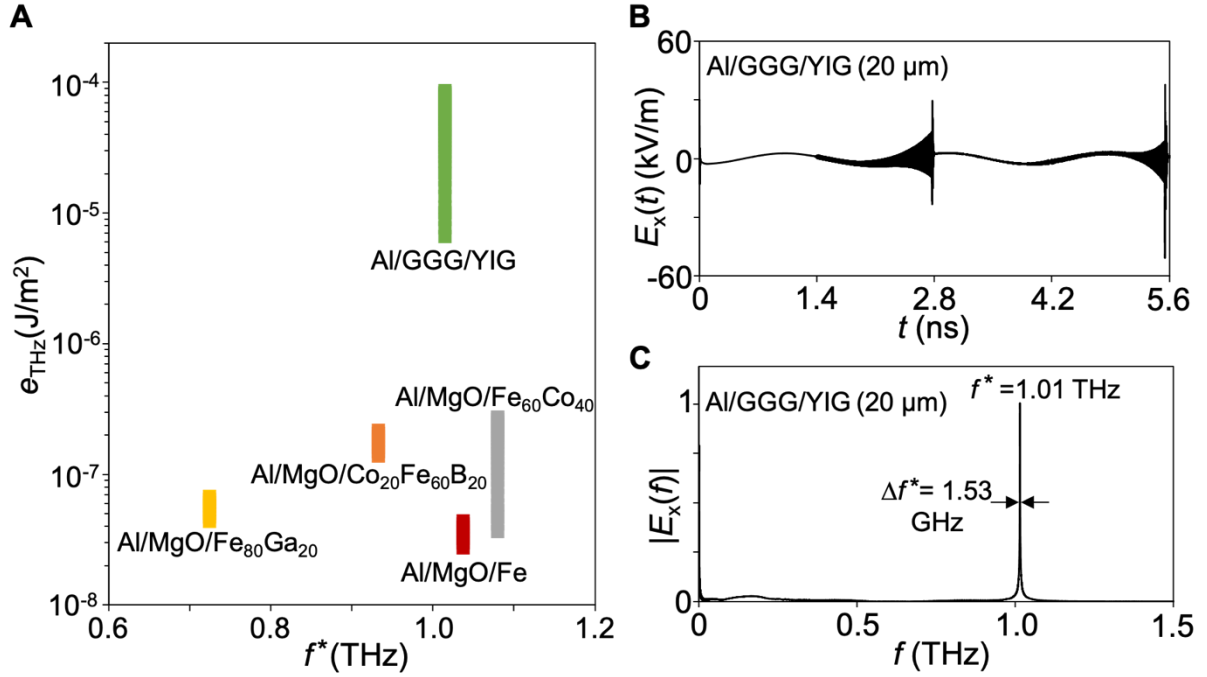 A
10⁻⁴
10⁻⁵
10⁻⁶
10⁻⁷
10⁻⁸
e_THz(J/m²)
Al/GGG/YIG
Al/MgO/Fe₆₀Co₄₀
Al/MgO/Co₂₀Fe₆₀B₂₀
Al/MgO/Fe₈₀Ga₂₀
Al/MgO/Fe
0.6 0.8 1.0 1.2
f*(THz)
B
60
0
-60
Eₓ(t) (kV/m)
Al/GGG/YIG (20 µm)
0 1.4 2.8 4.2 5.6
t (ns)
C
1
0
|Eₓ(f)|
Al/GGG/YIG (20 µm)
f* =1.01 THz
Δf*= 1.53
GHz
0 0.5 1.0 1.5
f (THz)